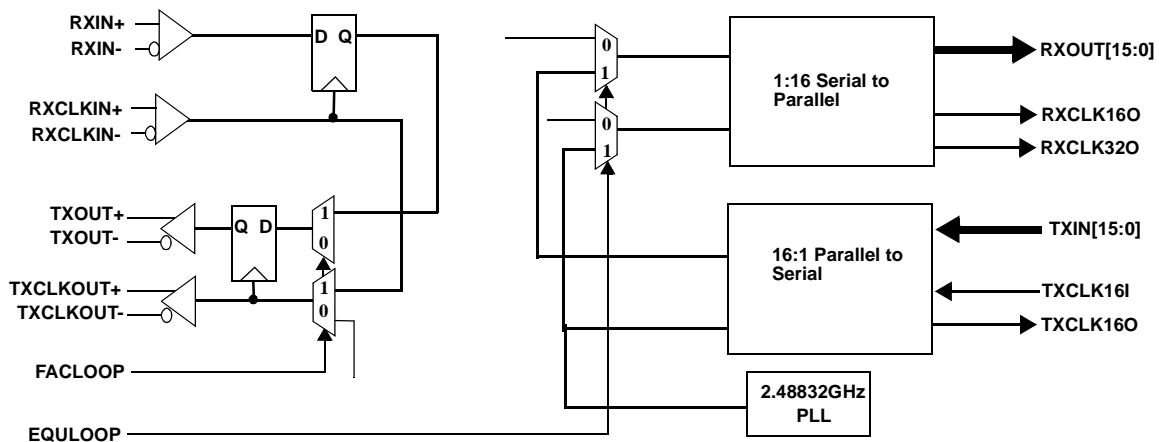 RXIN+
RXIN-
D Q
RXCLKIN+
RXCLKIN-
TXOUT+
TXOUT-
Q D
1
0
TXCLKOUT+
TXCLKOUT-
1
0
FACLOOP
EQULOOP
0
1
0
1
1:16 Serial to
Parallel
RXOUT[15:0]
RXCLK16O
RXCLK32O
16:1 Parallel to
Serial
TXIN[15:0]
TXCLK16I
TXCLK16O
2.48832GHz
PLL